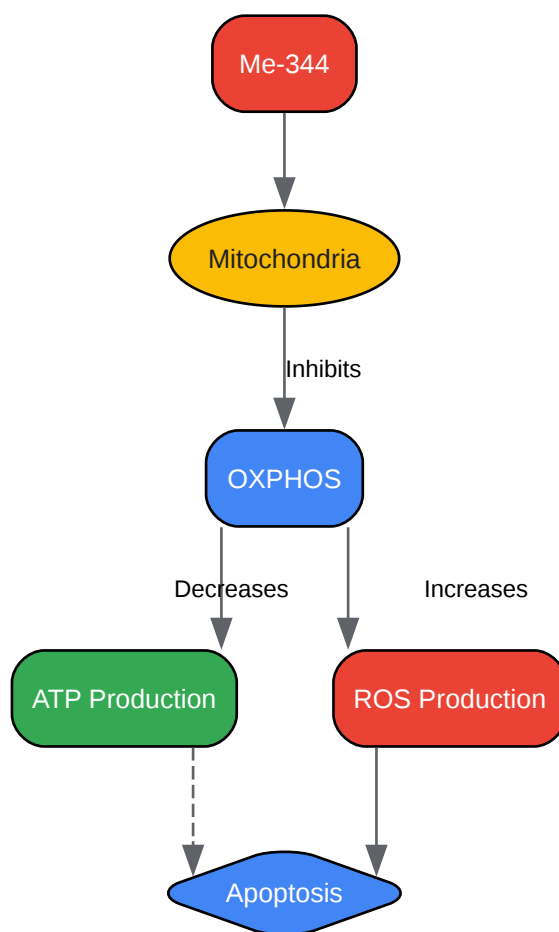 Me-344
Mitochondria
Inhibits
OXPHOS
Decreases
Increases
ATP Production
ROS Production
Apoptosis